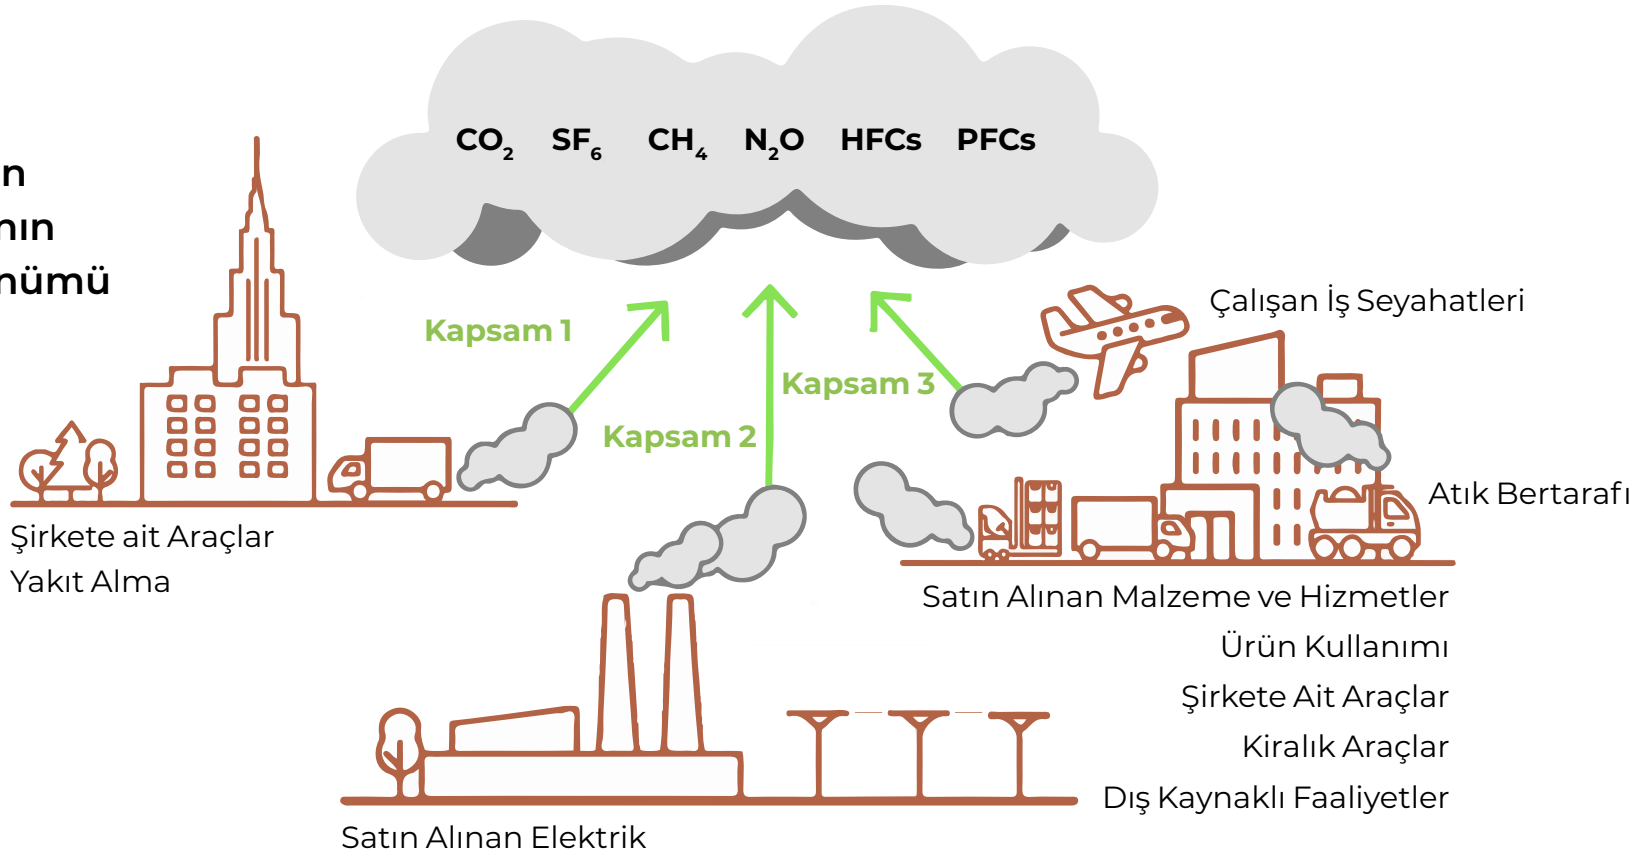 CO₂ SF₆ CH₄ N₂O HFCs PFCs
n
nın
nümü
Kapsam 1
Kapsam 2
Kapsam 3
Çalışan İş Seyahatleri
Atık Bertarafı
Şirkete ait Araçlar
Yakıt Alma
Satın Alınan Malzeme ve Hizmetler
Ürün Kullanımı
Şirkete Ait Araçlar
Kiralık Araçlar
Dış Kaynaklı Faaliyetler
Satın Alınan Elektrik